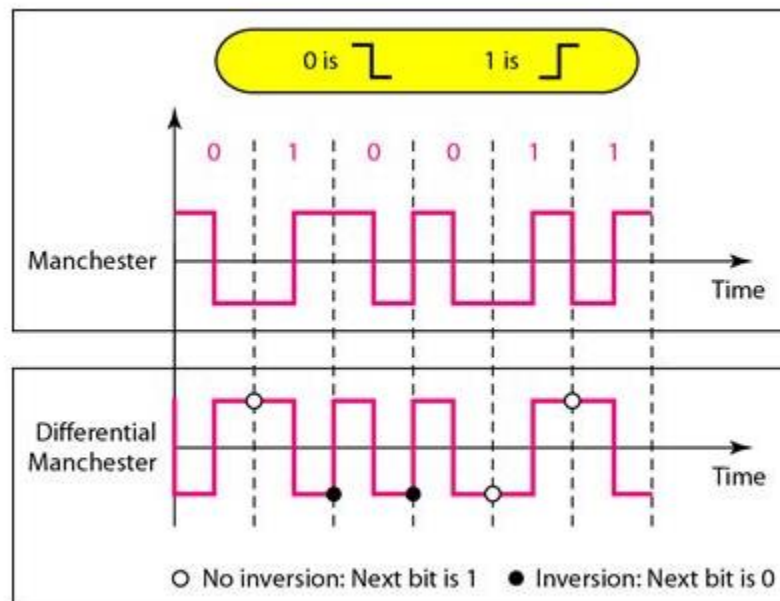 0 is 1 is
0 1 0 0 1 1
Manchester
Time
Differential
Manchester
Time
No inversion: Next bit is 1 Inversion: Next bit is 0